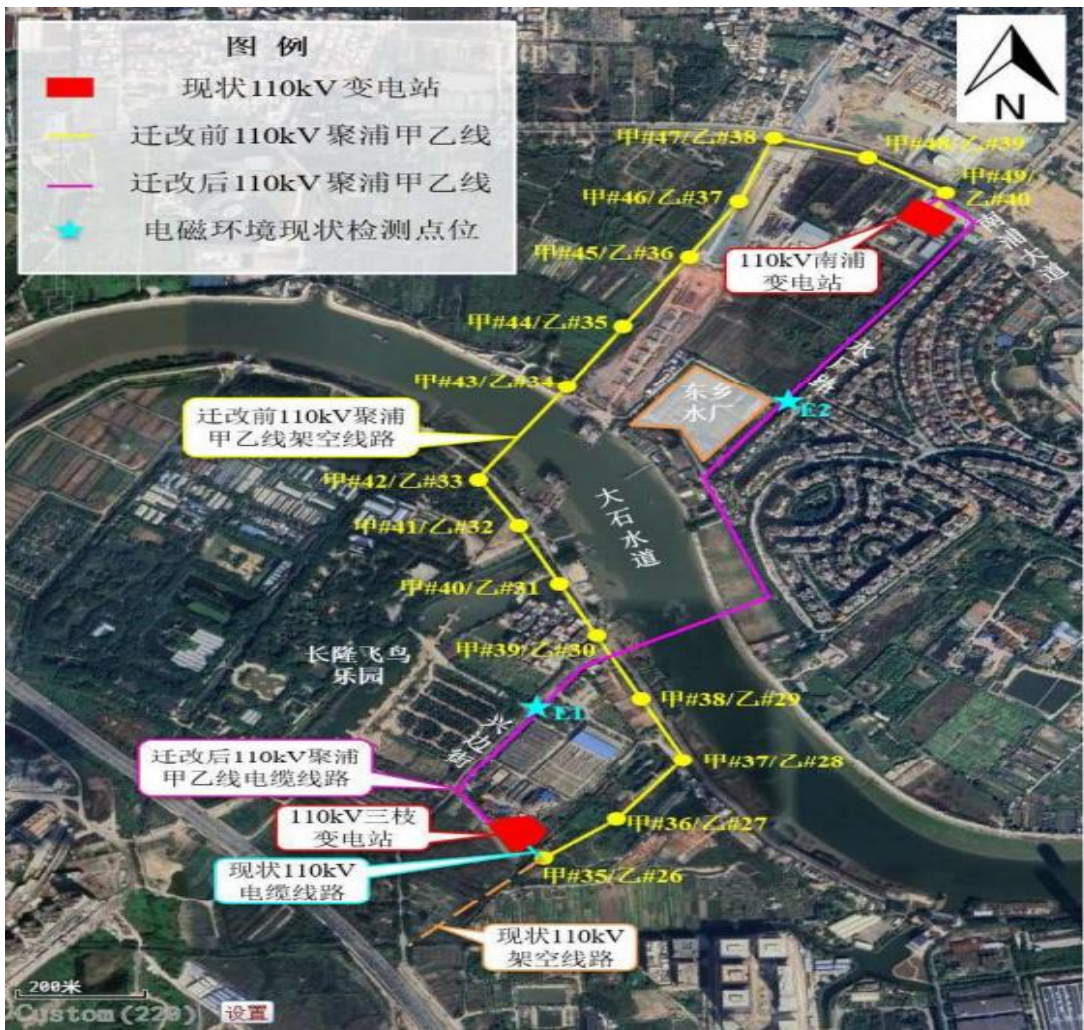 图 例
现状110kV变电站
迁改前110kV聚浦甲乙线
迁改后110kV聚浦甲乙线
电磁环境现状检测点位
N
甲#47/乙#38
甲#48/乙#39
甲#49/
乙#40
甲#46/乙#37
110kV南浦
变电站
甲#45/乙#36
甲#44/乙#35
甲#43/乙#34
东乡
水厂
E2
迁改前110kV聚浦
甲乙线架空线路
甲#42/乙#33
大石水道
甲#41/乙#32
甲#40/乙#31
甲#39/乙#30
长隆飞鸟
乐园
甲#38/乙#29
E1
兴边街
迁改后110kV聚浦
甲乙线电缆线路
甲#37/乙#28
110kV三枝
变电站
甲#36/乙#27
现状110kV
电缆线路
甲#35/乙#26
现状110kV
架空线路
200米
Custom(220)
设置